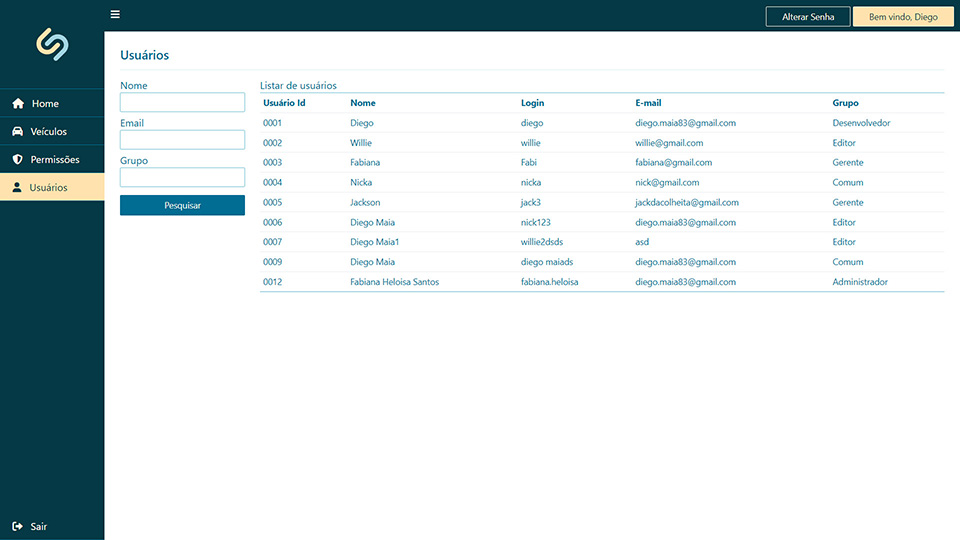 Alterar Senha Bem vindo, Diego
Home
Veículos
Permissões
Usuários
Sair
Usuários
Nome
Email
Grupo
Pesquisar
Listar de usuários
Usuário Id Nome Login E-mail Grupo
0001 Diego diego diego.maia83@gmail.com Desenvolvedor
0002 Willie willie willie@gmail.com Editor
0003 Fabiana Fabi fabiana@gmail.com Gerente
0004 Nicka nicka nick@gmail.com Comum
0005 Jackson jack3 jackdacolheita@gmail.com Gerente
0006 Diego Maia nick123 diego.maia83@gmail.com Editor
0007 Diego Maia1 willie2dsds asd Editor
0009 Diego Maia diego maiads diego.maia83@gmail.com Comum
0012 Fabiana Heloisa Santos fabiana.heloisa diego.maia83@gmail.com Administrador